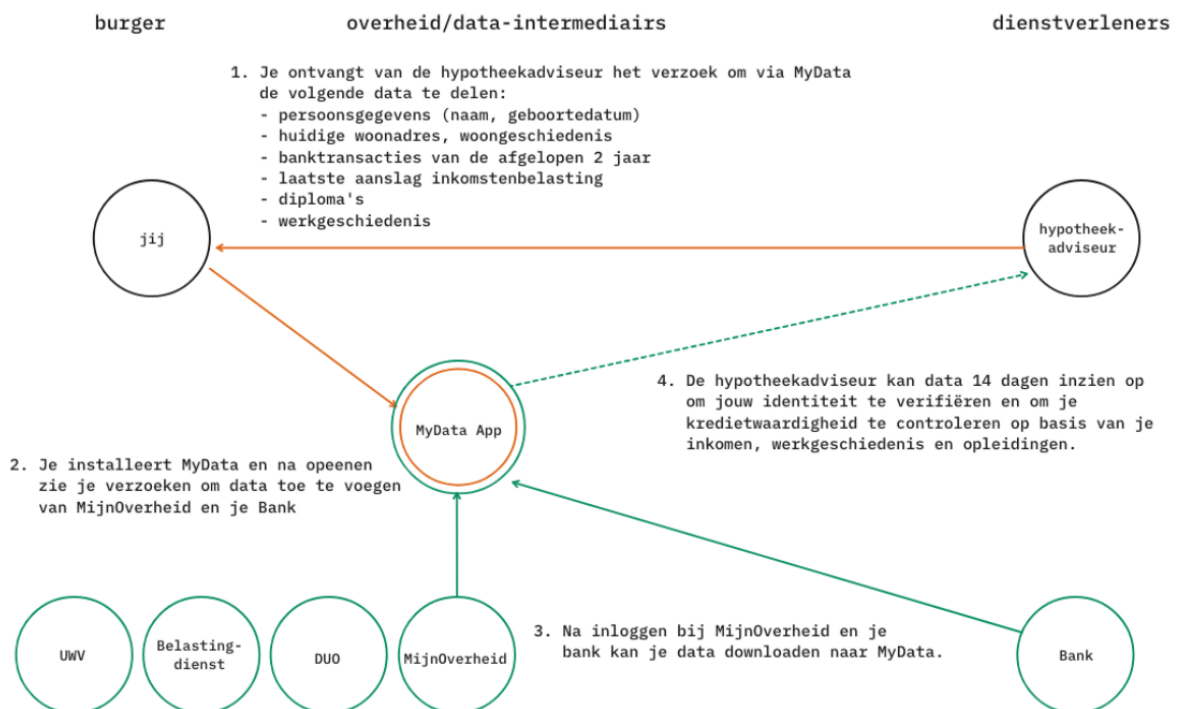 burger
overheid/data-intermediairs
dienstverleners
1. Je ontvangt van de hypotheekadviseur het verzoek om via MyData
de volgende data te delen:
- persoonsgegevens (naam, geboortedatum)
- huidige woonadres, woongeschiedenis
- banktransacties van de afgelopen 2 jaar
- laatste aanslag inkomstenbelasting
- diploma's
- werkgeschiedenis
jij
hypotheek-
adviseur
MyData App
4. De hypotheekadviseur kan data 14 dagen inzien op
om jouw identiteit te verifiëren en om je
kredietwaardigheid te controleren op basis van je
inkomen, werkgeschiedenis en opleidingen.
2. Je installeert MyData en na opeenen
zie je verzoeken om data toe te voegen
van MijnOverheid en je Bank
3. Na inloggen bij MijnOverheid en je
bank kan je data downloaden naar MyData.
UWV
Belasting-
dienst
DUO
MijnOverheid
Bank